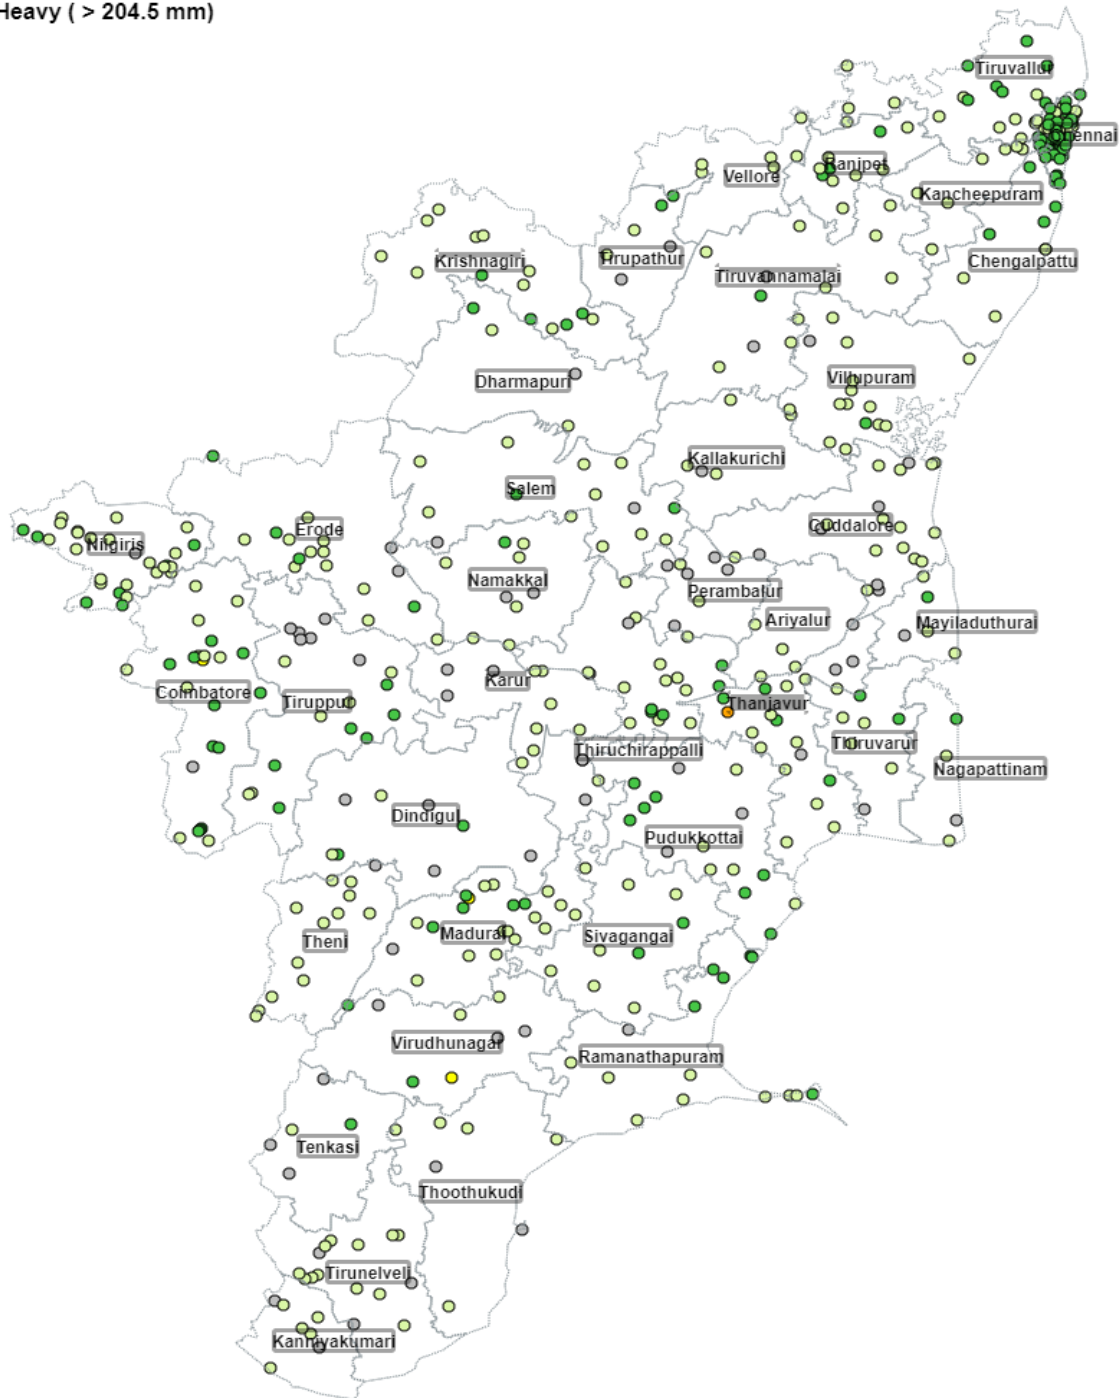 Heavy ( > 204.5 mm)
Tiruvallur
Chennai
Ranipet
Vellore
Kancheepuram
Krishnagiri
Tirupathur
Chengalpattu
Tiruvannamalai
Dharmapuri
Villupuram
Kallakurichi
Salem
Cuddalore
Erode
Nilgiris
Namakkal
Perambalur
Ariyalur
Mayiladuthurai
Karur
Coimbatore
Tiruppur
Thanjavur
Thiruvarur
Thiruchirappalli
Nagapattinam
Dindigul
Pudukkottai
Madurai
Sivagangai
Theni
Virudhunagar
Ramanathapuram
Tenkasi
Thoothukudi
Tirunelveli
Kanniyakumari